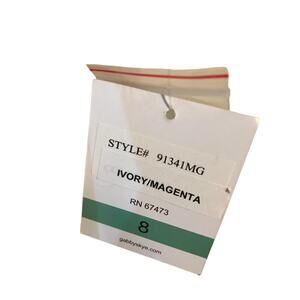 STYLE# 91341MG
IVORY/MAGENTA
RN 67473
8
gabbyskye.com